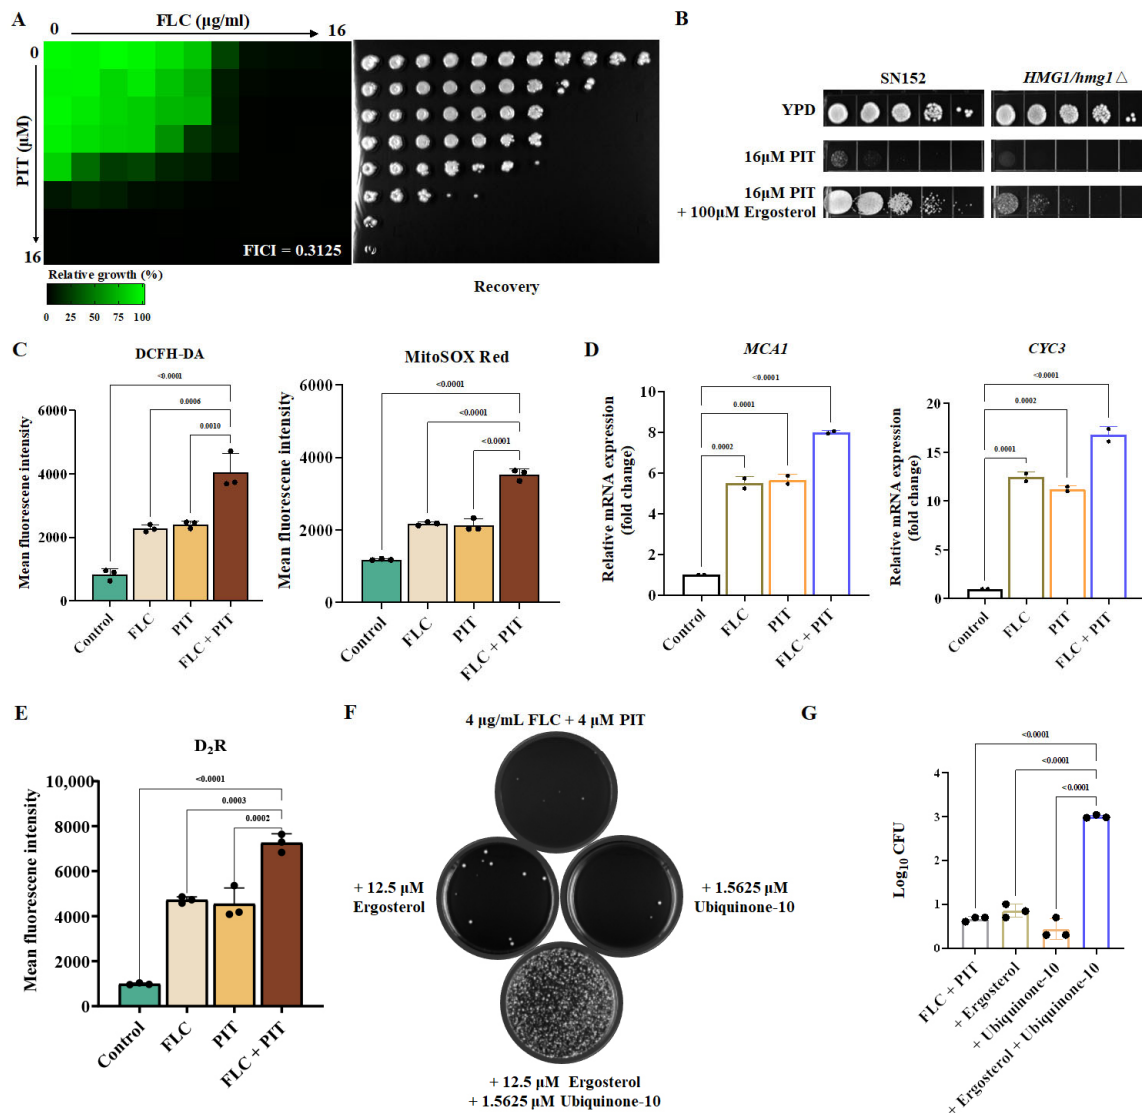 A
FLC (μg/ml)
0
16
0
PIT (μM)
16
FICI = 0.3125
Relative growth (%)
0 25 50 75 100
Recovery
B
SN152
HMG1/hmg1△
YPD
16μM PIT
16μM PIT
+ 100μM Ergosterol
C
DCFH-DA
<0.0001
0.0006
0.0010
Mean fluorescene intensity
6000
4000
2000
0
Control
FLC
PIT
FLC + PIT
MitoSOX Red
<0.0001
<0.0001
<0.0001
Mean fluorescene intensity
6000
4000
2000
0
Control
FLC
PIT
FLC + PIT
D
MCA1
<0.0001
0.0001
0.0002
Relative mRNA expression
(fold change)
10
8
6
4
2
0
Control
FLC
PIT
FLC + PIT
CYC3
<0.0001
0.0002
0.0001
Relative mRNA expression
(fold change)
20
15
10
5
0
Control
FLC
PIT
FLC + PIT
E
D₂R
<0.0001
0.0003
0.0002
Mean fluorescene intensity
10,000
8000
6000
4000
2000
0
Control
FLC
PIT
FLC + PIT
F
4 μg/mL FLC + 4 μM PIT
+ 12.5 μM
Ergosterol
+ 1.5625 μM
Ubiquinone-10
+ 12.5 μM Ergosterol
+ 1.5625 μM Ubiquinone-10
G
<0.0001
<0.0001
<0.0001
Log₁₀ CFU
4
3
2
1
0
FLC + PIT
+ Ergosterol
+ Ubiquinone-10
+ Ergosterol + Ubiquinone-10